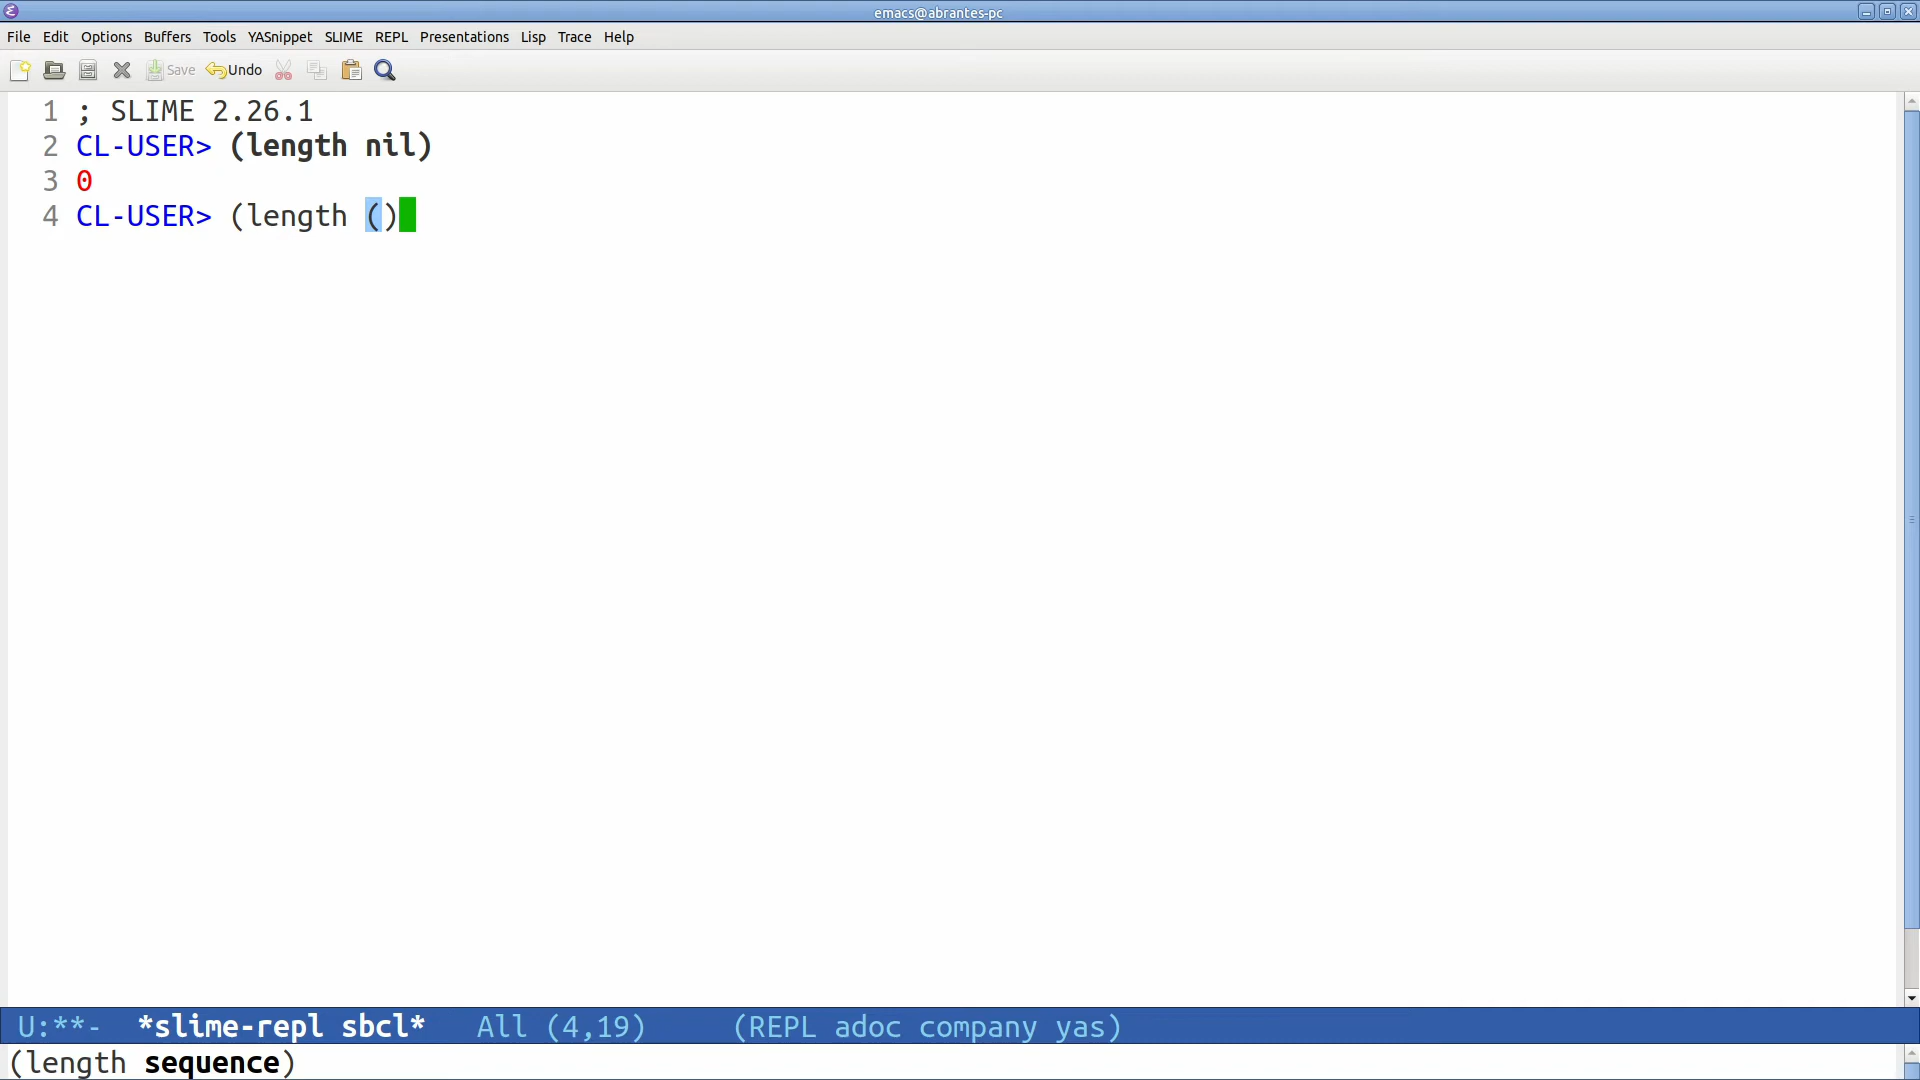 emacs@abrantes-pc
File Edit Options Buffers Tools YASnippet SLIME REPL Presentations Lisp Trace Help
Save Undo
1 ; SLIME 2.26.1
2 CL-USER> (length nil)
3 0
4 CL-USER> (length ()
U:**- *slime-repl sbcl* All (4,19) (REPL adoc company yas)
(length sequence)